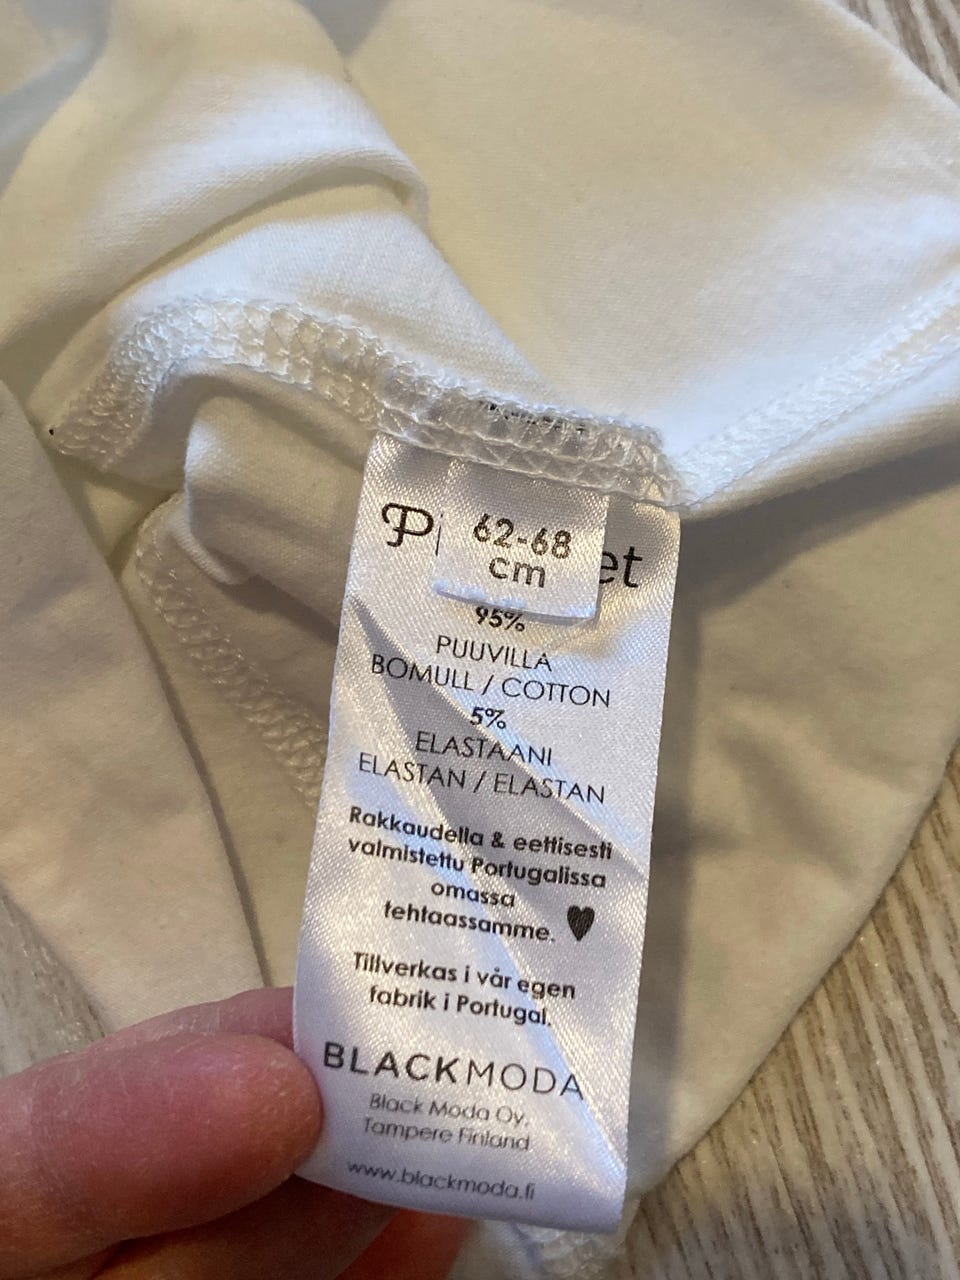 62-68
cm
95%
PUUVILLA
BOMULL / COTTON
5%
ELASTAANI
ELASTAN / ELASTAN
Rakkaudella & eettisesti
valmistettu Portugalissa
omassa
tehtaassamme.
Tillverkas i vår egen
fabrik i Portugal.
BLACKMODA
Black Moda Oy,
Tampere Finland
www.blackmoda.fi